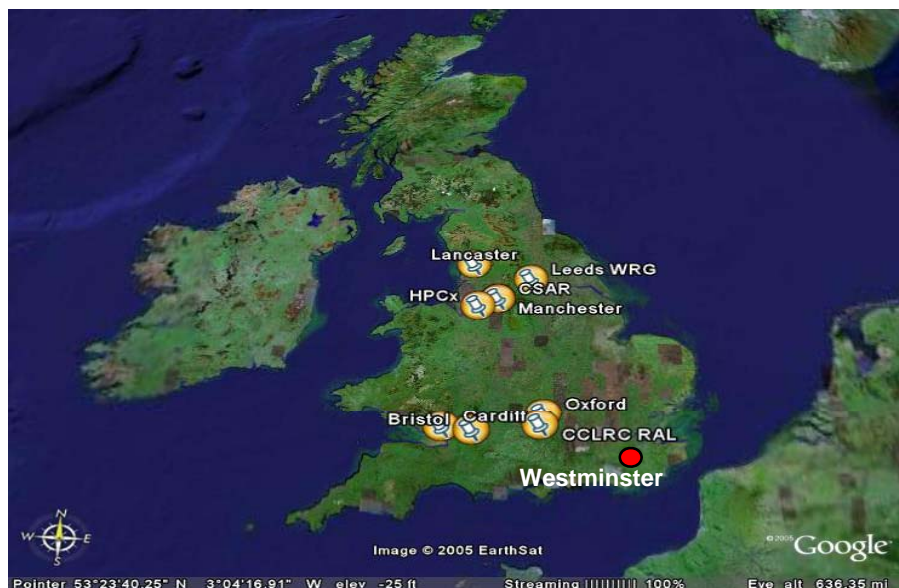 Lancaster
Leeds WRG
HPCx
CSAR
Manchester
Bristol
Cardiff
Oxford
CCLRC RAL
Westminster
N
W
E
S
Image © 2005 EarthSat
© 2005 Google
Pointer 53°23'40.25" N 3°04'16.91" W elev -25 ft Streaming |||||||||| 100% Eye alt 636.35 mi